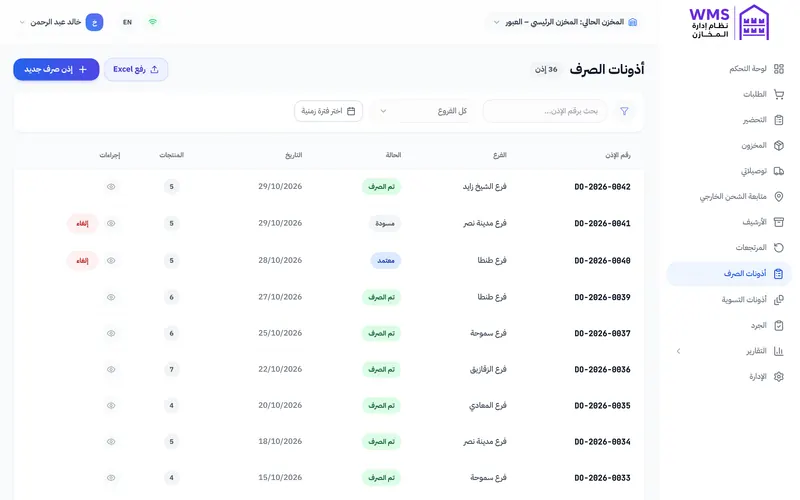 WMS
نظام إدارة
المخازن
لوحة التحكم
الطلبات
التحضير
المخزون
توصيلاتي
متابعة الشحن الخارجي
الأرشيف
المرتجعات
أذونات الصرف
أذونات التسوية
الجرد
التقارير
الإدارة
المخزن الحالي: المخزن الرئيسي – العبور
EN
خ
خالد عبد الرحمن
أذونات الصرف
36 إذن
رفع Excel
إذن صرف جديد
بحث برقم الإذن...
كل الفروع
اختر فترة زمنية
رقم الإذن الفرع الحالة التاريخ المنتجات إجراءات
DO-2026-0042 فرع الشيخ زايد تم الصرف 29/10/2026 5
DO-2026-0041 فرع مدينة نصر مسودة 29/10/2026 5 إلغاء
DO-2026-0040 فرع طنطا معتمد 28/10/2026 5 إلغاء
DO-2026-0039 فرع طنطا تم الصرف 27/10/2026 6
DO-2026-0037 فرع سموحة تم الصرف 25/10/2026 6
DO-2026-0036 فرع الزقازيق تم الصرف 22/10/2026 7
DO-2026-0035 فرع المعادي تم الصرف 20/10/2026 4
DO-2026-0034 فرع مدينة نصر تم الصرف 18/10/2026 5
DO-2026-0033 فرع سموحة تم الصرف 15/10/2026 4